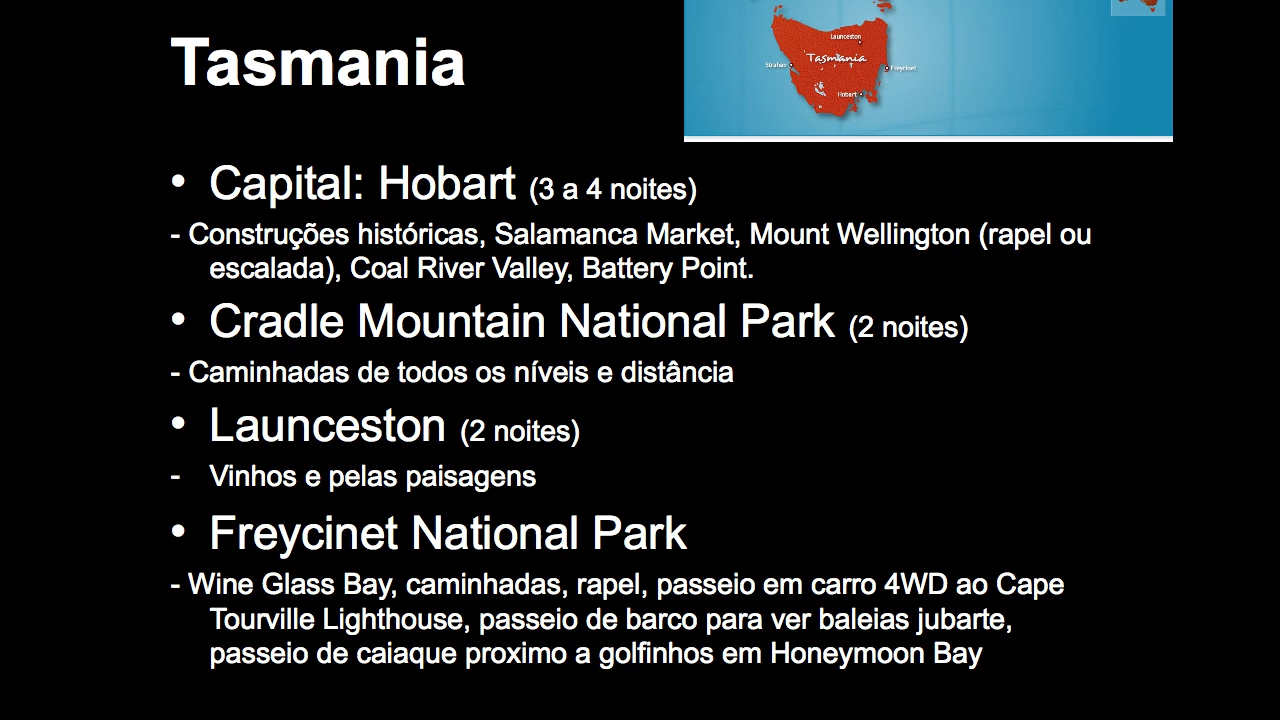 Tasmania
Launceston
Tasmania
Strahan
Freycinet
Hobart
• Capital: Hobart (3 a 4 noites)
- Construções históricas, Salamanca Market, Mount Wellington (rapel ou
escalada), Coal River Valley, Battery Point.
• Cradle Mountain National Park (2 noites)
- Caminhadas de todos os níveis e distância
• Launceston (2 noites)
- Vinhos e pelas paisagens
• Freycinet National Park
- Wine Glass Bay, caminhadas, rapel, passeio em carro 4WD ao Cape
Tourville Lighthouse, passeio de barco para ver baleias jubarte,
passeio de caiaque proximo a golfinhos em Honeymoon Bay